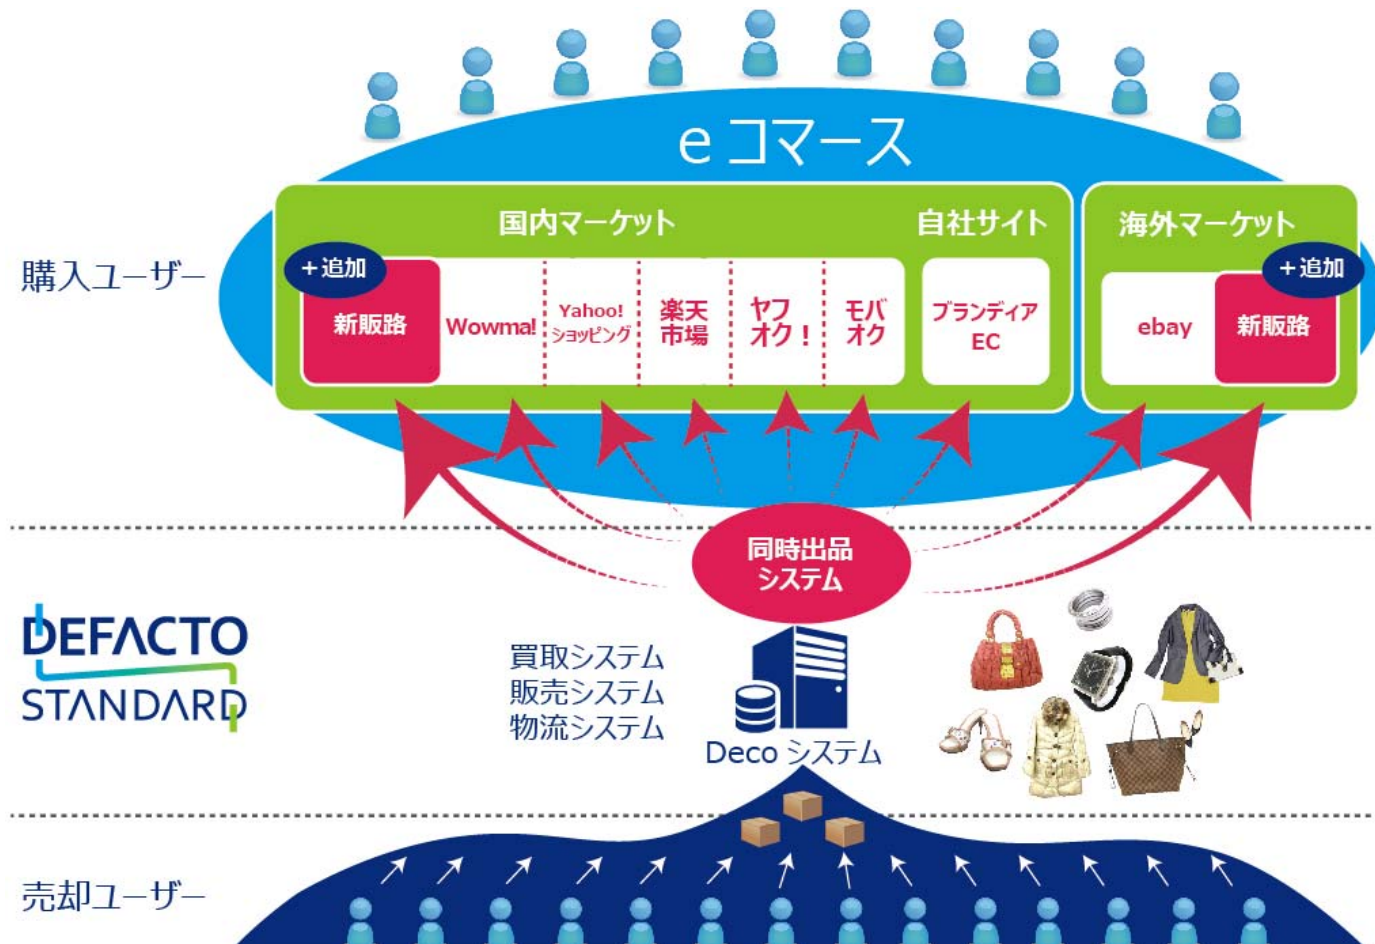 eコマース
国内マーケット
自社サイト
海外マーケット
購入ユーザー
+追加
新販路
Wowma!
Yahoo!
ショッピング
楽天
市場
ヤフ
オク!
モバ
オク
ブランディア
EC
ebay
+追加
新販路
同時出品
システム
DEFACTO
STANDARD
買取システム
販売システム
物流システム
Deco システム
売却ユーザー